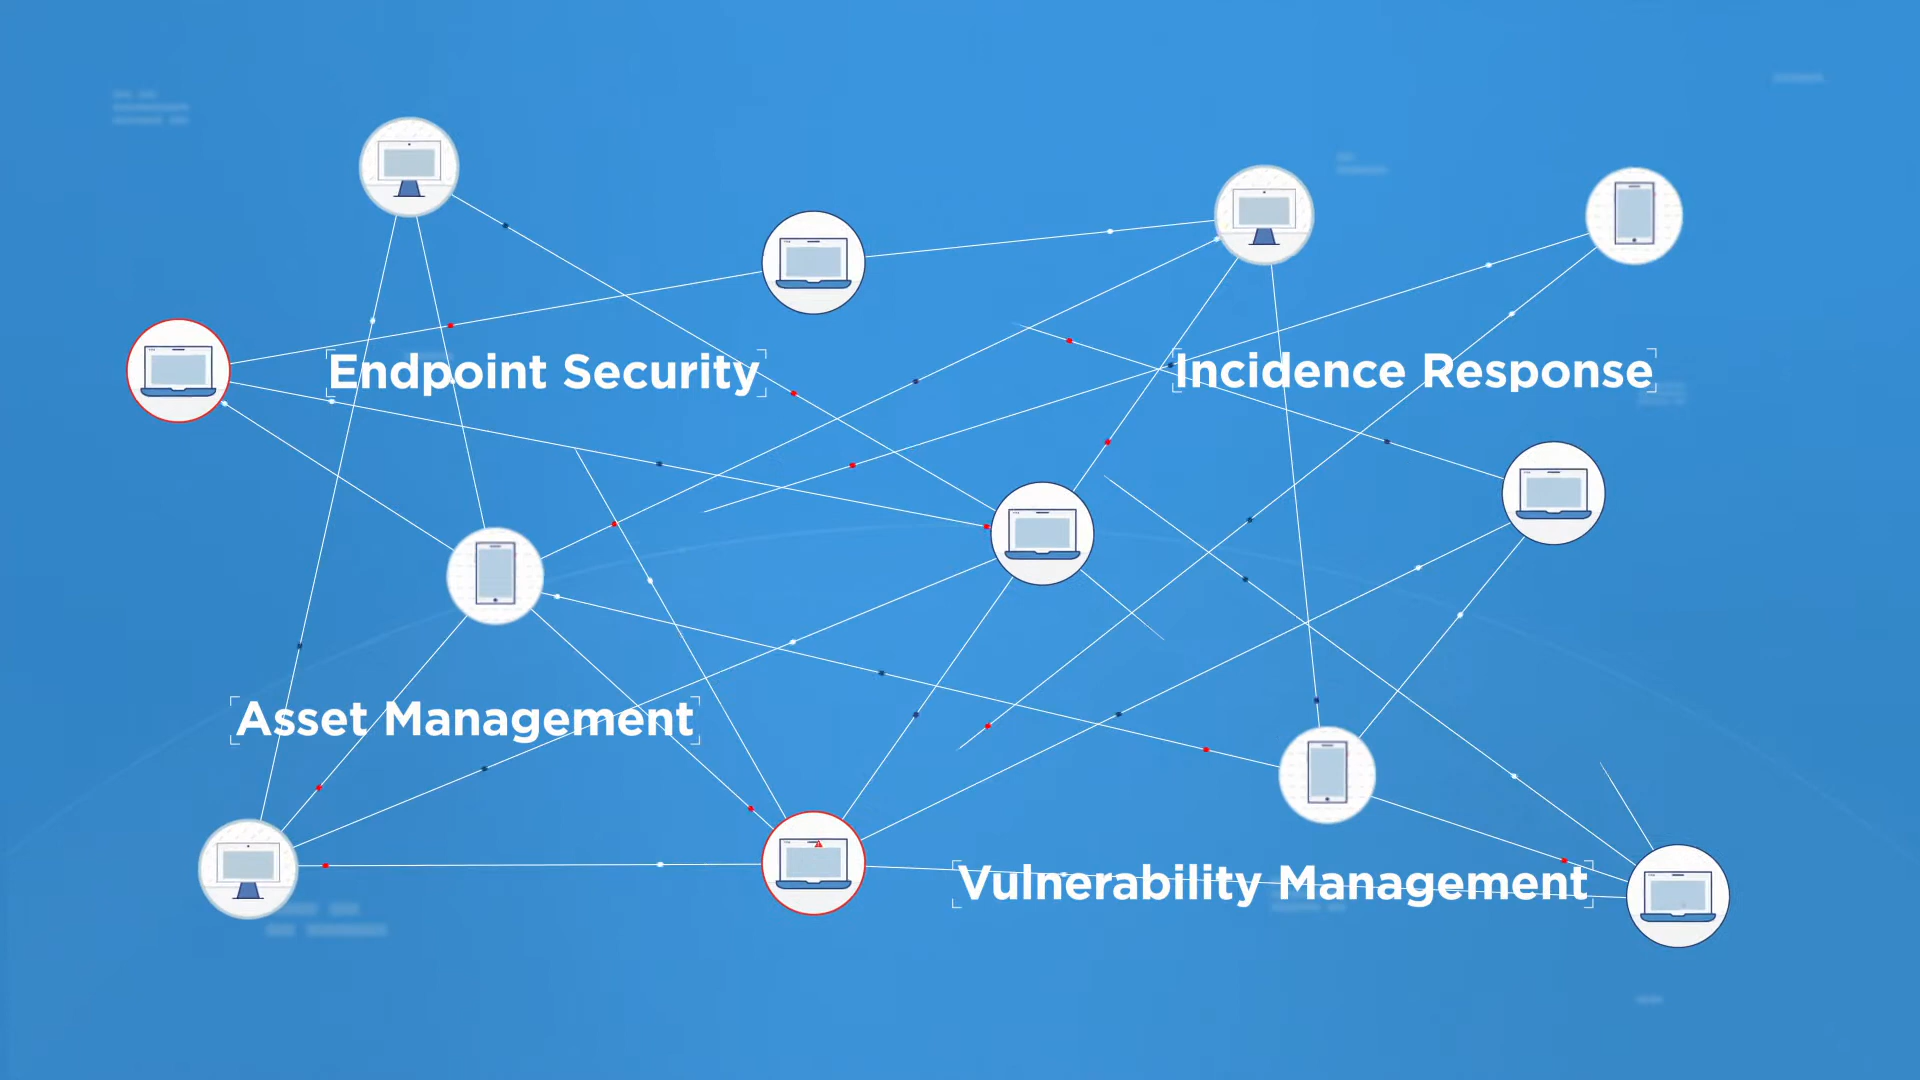 Endpoint Security
Incidence Response
Asset Management
Vulnerability Management